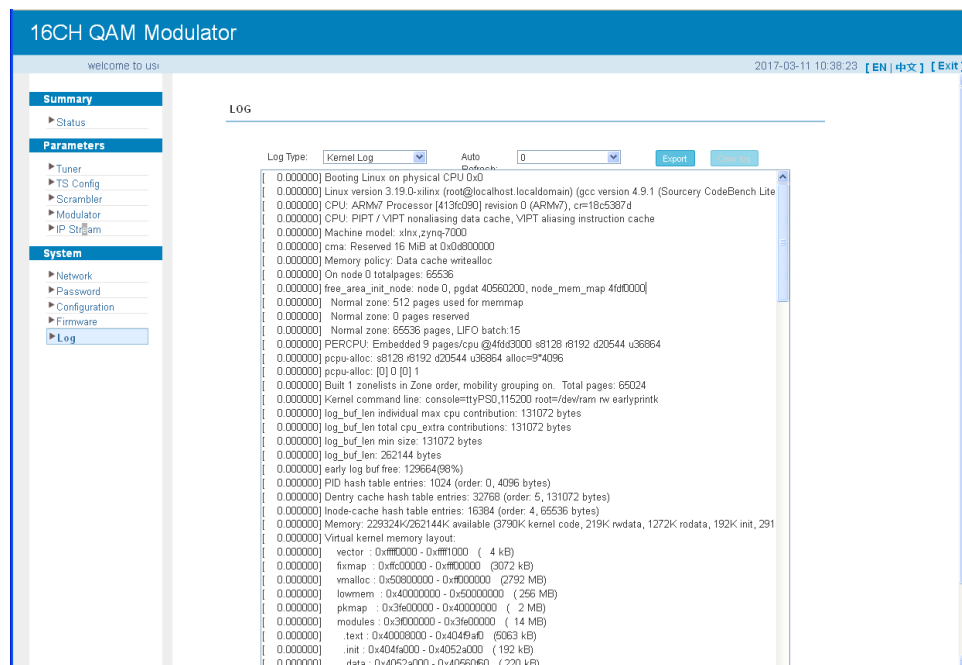 16CH QAM Modulator
welcome to us
2017-03-11 10:38:23 [ EN | 中文 ] [ Exit ]
Summary
Status
Parameters
Tuner
TS Config
Scrambler
Modulator
IP Stream
System
Network
Password
Configuration
Firmware
Log
LOG
Log Type: Kernel Log Auto Refresh: 0 Export Clear log
[ 0.000000] Booting Linux on physical CPU 0x0
[ 0.000000] Linux version 3.19.0-xilinx (root@localhost.localdomain) (gcc version 4.9.1 (Sourcery CodeBench Lite
[ 0.000000] CPU: ARMv7 Processor [413fc090] revision 0 (ARMv7), cr=18c5387d
[ 0.000000] CPU: PIPT / VIPT nonaliasing data cache, VIPT aliasing instruction cache
[ 0.000000] Machine model: xlnx,zynq-7000
[ 0.000000] cma: Reserved 16 MiB at 0x0d800000
[ 0.000000] Memory policy: Data cache writealloc
[ 0.000000] On node 0 totalpages: 65536
[ 0.000000] free_area_init_node: node 0, pgdat 40560200, node_mem_map 4fdf0000
[ 0.000000] Normal zone: 512 pages used for memmap
[ 0.000000] Normal zone: 0 pages reserved
[ 0.000000] Normal zone: 65536 pages, LIFO batch:15
[ 0.000000] PERCPU: Embedded 9 pages/cpu @4fdd3000 s8128 r8192 d20544 u36864
[ 0.000000] pcpu-alloc: s8128 r8192 d20544 u36864 alloc=9*4096
[ 0.000000] pcpu-alloc: [0] 0 [0] 1
[ 0.000000] Built 1 zonelists in Zone order, mobility grouping on. Total pages: 65024
[ 0.000000] Kernel command line: console=ttyPS0,115200 root=/dev/ram rw earlyprintk
[ 0.000000] log_buf_len individual max cpu contribution: 131072 bytes
[ 0.000000] log_buf_len total cpu_extra contributions: 131072 bytes
[ 0.000000] log_buf_len min size: 131072 bytes
[ 0.000000] log_buf_len: 262144 bytes
[ 0.000000] early log buf free: 129664(98%)
[ 0.000000] PID hash table entries: 1024 (order: 0, 4096 bytes)
[ 0.000000] Dentry cache hash table entries: 32768 (order: 5, 131072 bytes)
[ 0.000000] Inode-cache hash table entries: 16384 (order: 4, 65536 bytes)
[ 0.000000] Memory: 229324K/262144K available (3790K kernel code, 219K rwdata, 1272K rodata, 192K init, 291
[ 0.000000] Virtual kernel memory layout:
[ 0.000000] vector : 0xffff0000 - 0xffff1000 ( 4 kB)
[ 0.000000] fixmap : 0xffc00000 - 0xfff00000 (3072 kB)
[ 0.000000] vmalloc : 0x50800000 - 0xff000000 (2792 MB)
[ 0.000000] lowmem : 0x40000000 - 0x50000000 ( 256 MB)
[ 0.000000] pkmap : 0x3fe00000 - 0x40000000 ( 2 MB)
[ 0.000000] modules : 0x3f000000 - 0x3fe00000 ( 14 MB)
[ 0.000000] .text : 0x40008000 - 0x404f9af0 (5063 kB)
[ 0.000000] .init : 0x404fa000 - 0x4052a000 ( 192 kB)
[ 0.000000] .data : 0x4052a000 - 0x40560f60 ( 220 kB)